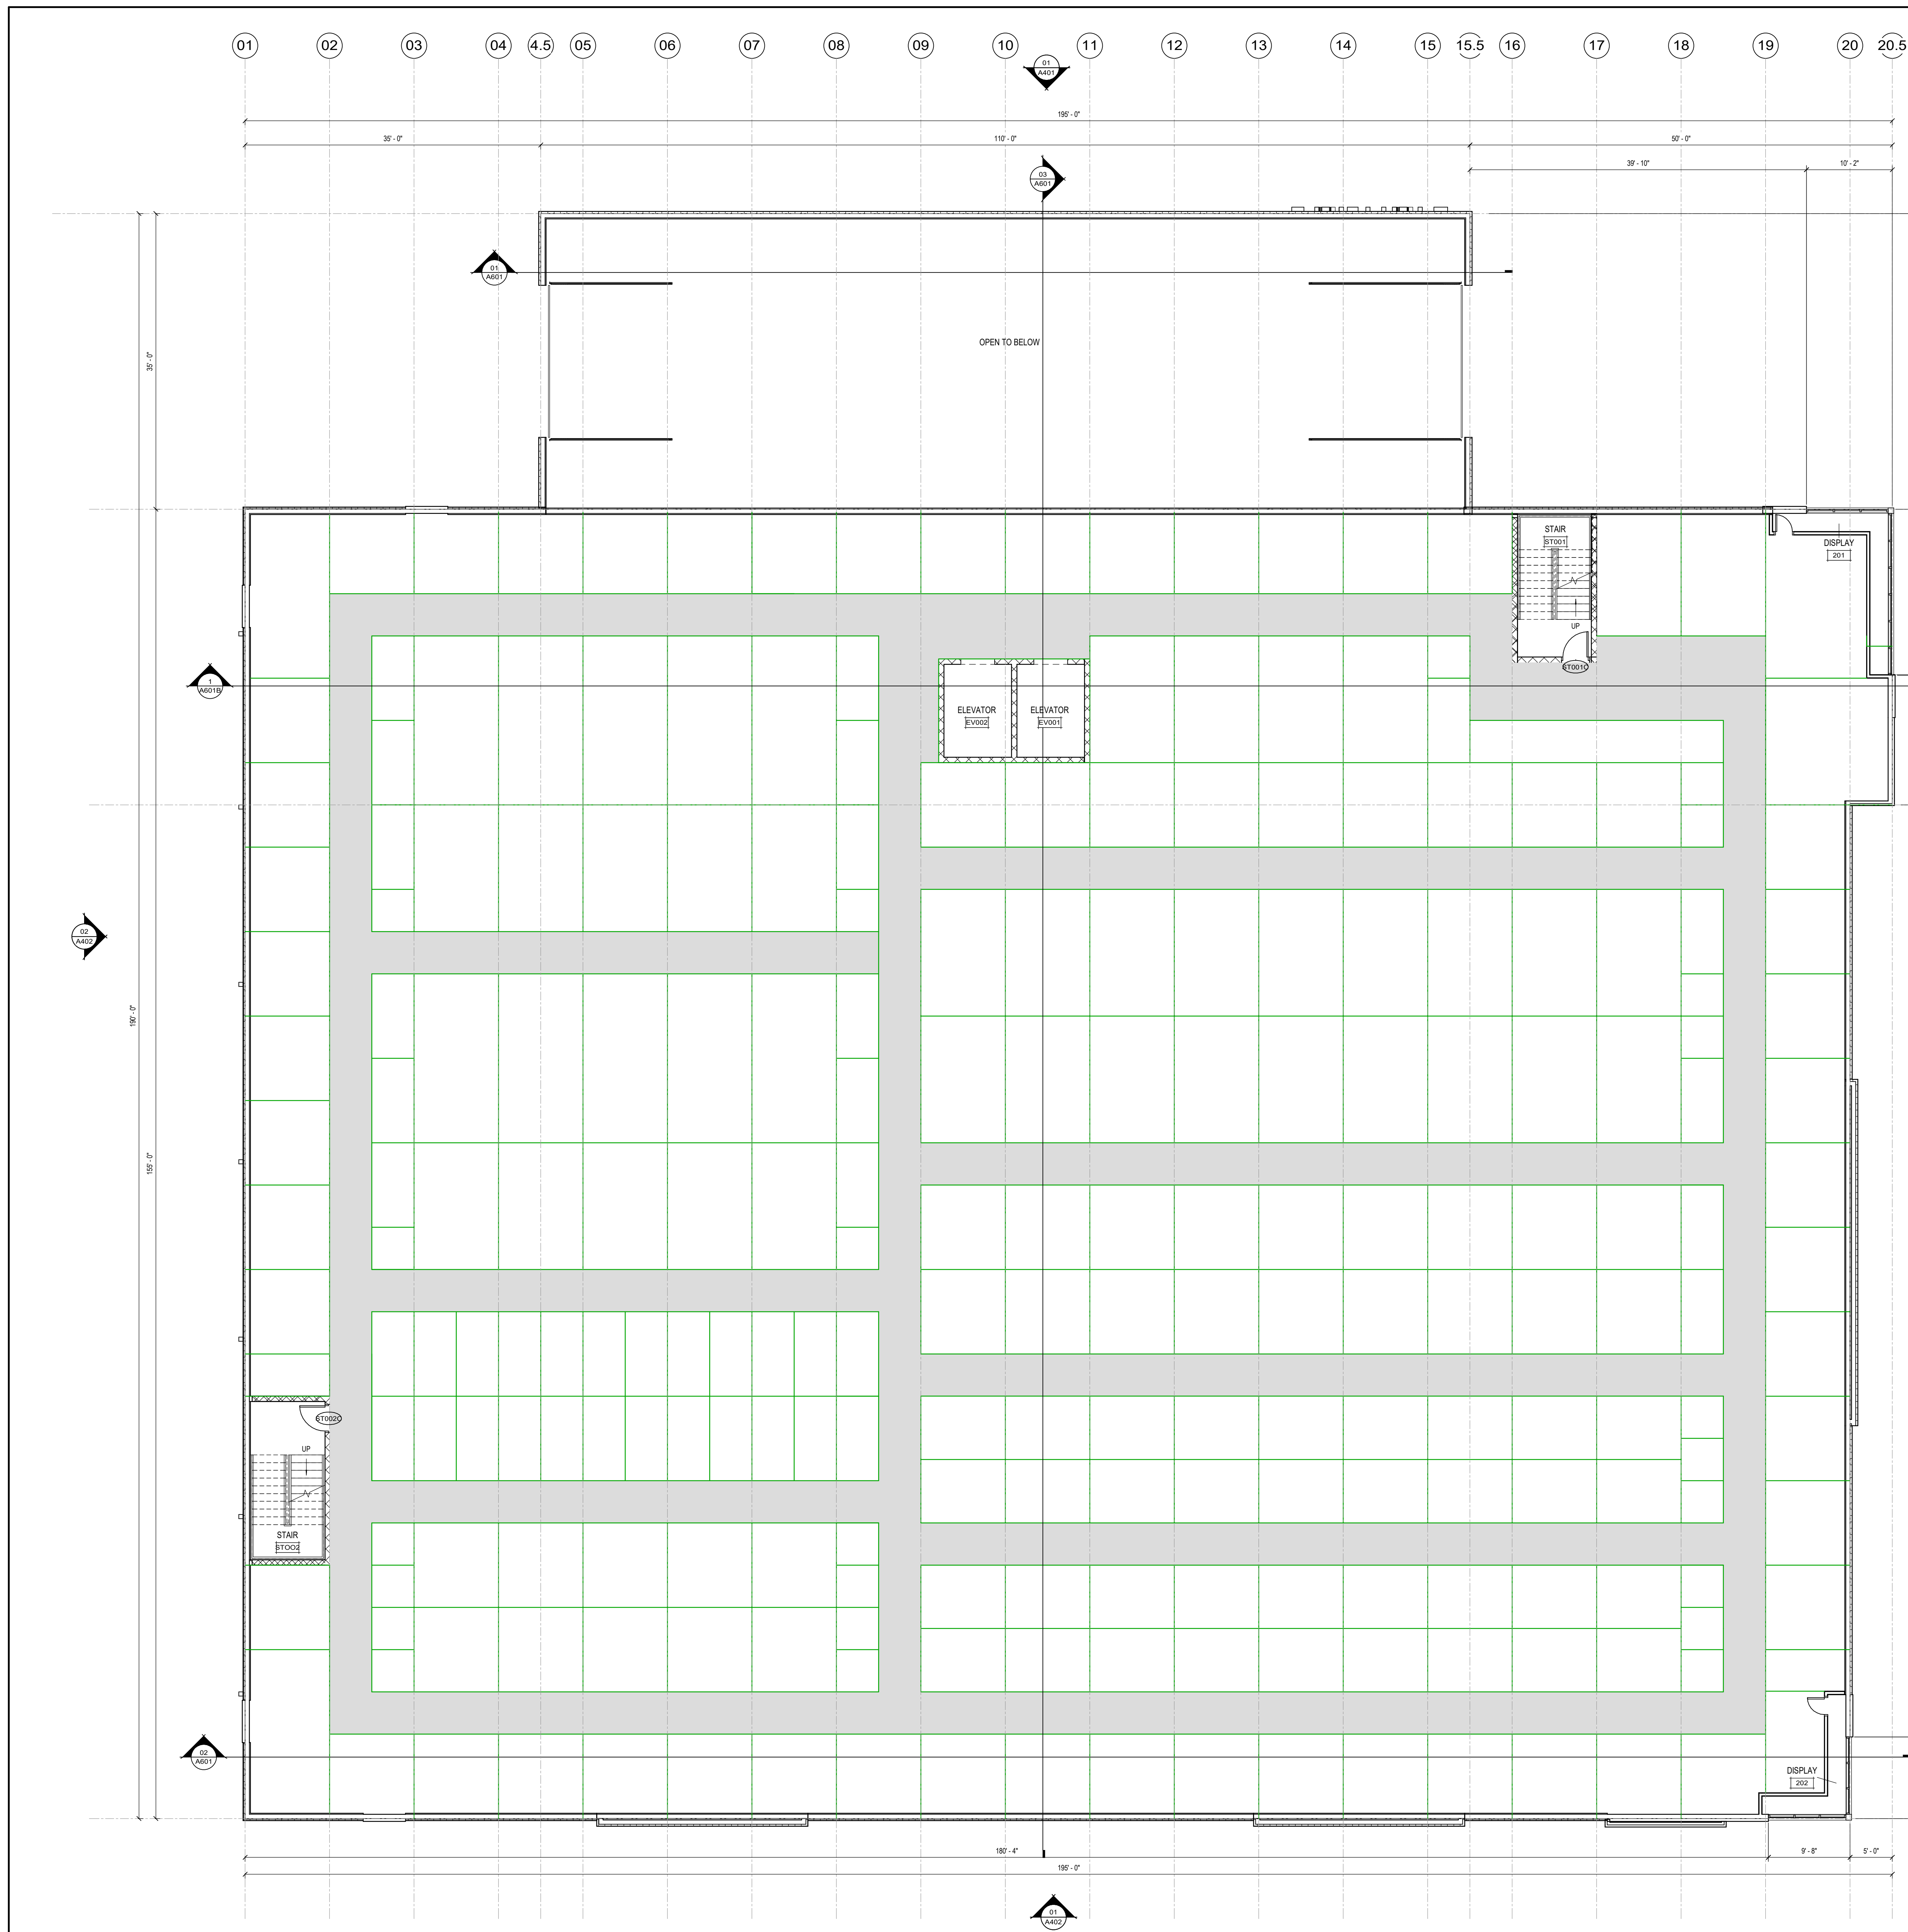 01 02 03 04 4.5 05 06 07 08 09 10 11 12 13 14 15 15.5 16 17 18 19 20 20.5
01
A401
195' - 0"
35' - 0" 110' - 0" 50' - 0"
39' - 10" 10' - 2"
03
A601
01
A601
OPEN TO BELOW
35' - 0"
STAIR
ST001
UP
ST001C
DISPLAY
201
1
A601B
ELEVATOR
EV002
ELEVATOR
EV001
02
A402
190' - 0"
155' - 0"
ST002C
UP
STAIR
STOO2
02
A601
DISPLAY
202
180' - 4" 9' - 8" 5' - 0"
195' - 0"
01
A402